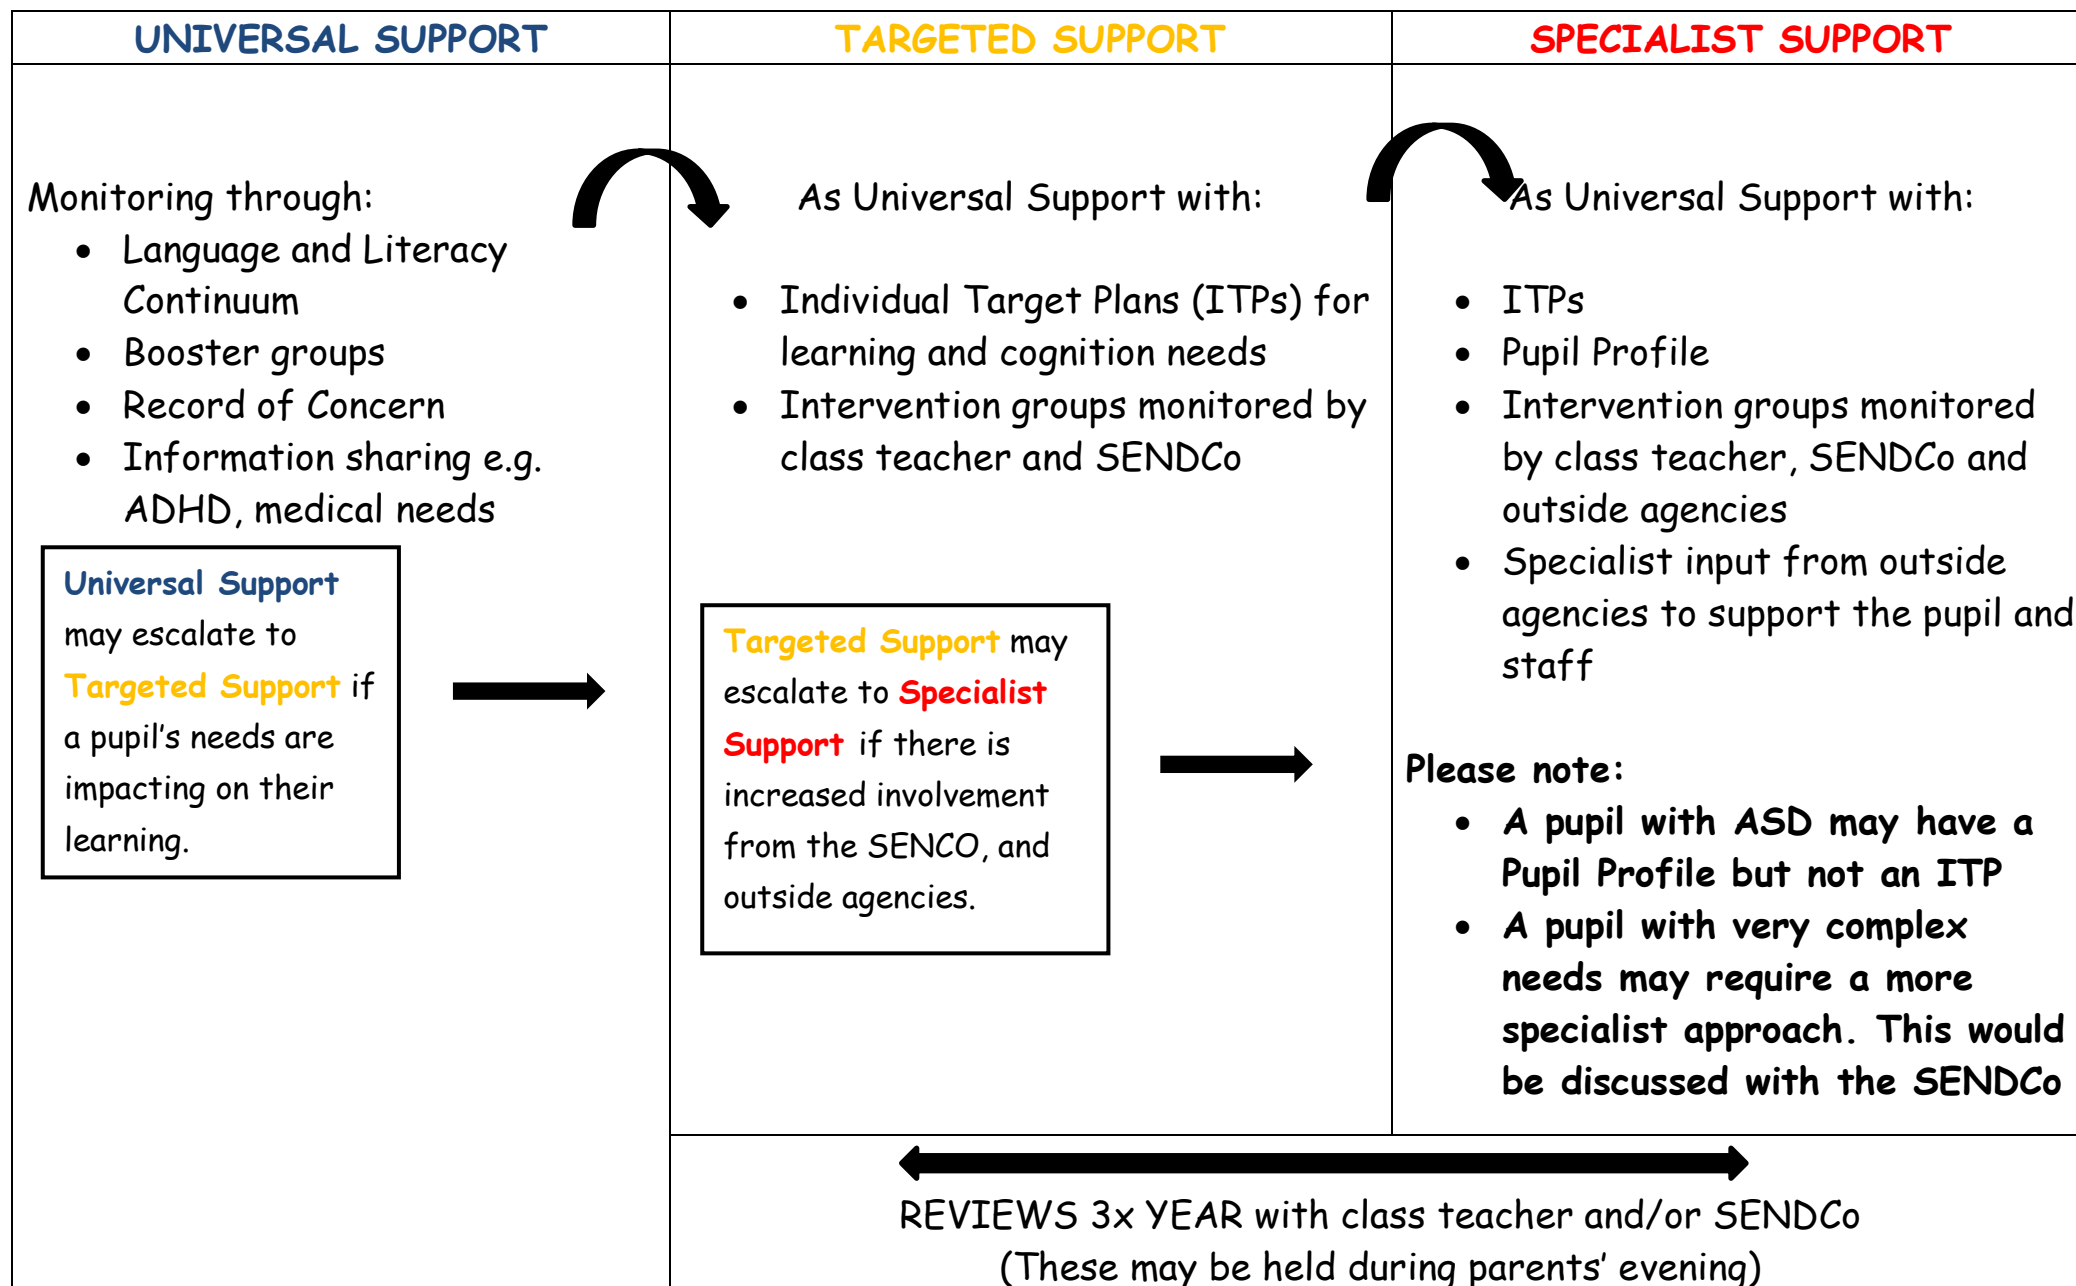 UNIVERSAL SUPPORT
Monitoring through:
• Language and Literacy
Continuum
• Booster groups
• Record of Concern
• Information sharing e.g.
ADHD, medical needs
Universal Support
may escalate to
Targeted Support if
a pupil's needs are
impacting on their
learning.
TARGETED SUPPORT
As Universal Support with:
• Individual Target Plans (ITPs) for
learning and cognition needs
• Intervention groups monitored by
class teacher and SENDCo
Targeted Support may
escalate to Specialist
Support if there is
increased involvement
from the SENCO, and
outside agencies.
SPECIALIST SUPPORT
As Universal Support with:
• ITPs
• Pupil Profile
• Intervention groups monitored
by class teacher, SENDCo and
outside agencies
• Specialist input from outside
agencies to support the pupil and
staff
Please note:
• A pupil with ASD may have a
Pupil Profile but not an ITP
• A pupil with very complex
needs may require a more
specialist approach. This would
be discussed with the SENDCo
REVIEWS 3x YEAR with class teacher and/or SENDCo
(These may be held during parents' evening)